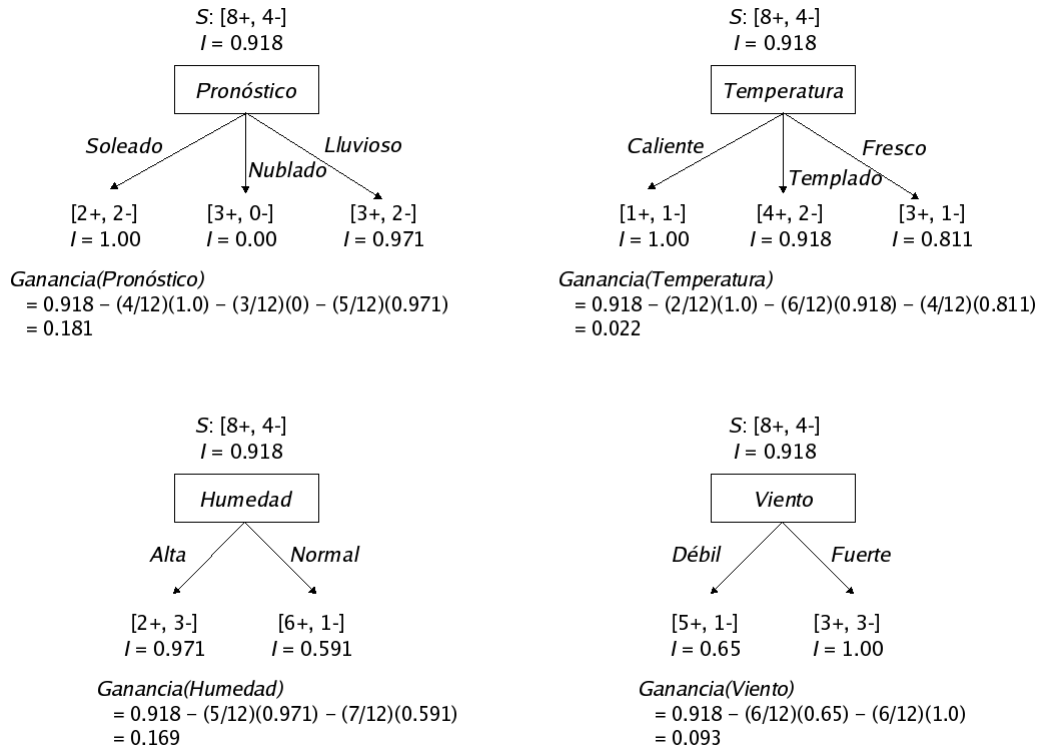 S: [8+, 4-]
I = 0.918
Pronóstico
Soleado
Nublado
Lluvioso
[2+, 2-]
I = 1.00
[3+, 0-]
I = 0.00
[3+, 2-]
I = 0.971
Ganancia(Pronóstico)
= 0.918 – (4/12)(1.0) – (3/12)(0) – (5/12)(0.971)
= 0.181
S: [8+, 4-]
I = 0.918
Temperatura
Caliente
Templado
Fresco
[1+, 1-]
I = 1.00
[4+, 2-]
I = 0.918
[3+, 1-]
I = 0.811
Ganancia(Temperatura)
= 0.918 – (2/12)(1.0) – (6/12)(0.918) – (4/12)(0.811)
= 0.022
S: [8+, 4-]
I = 0.918
Humedad
Alta
Normal
[2+, 3-]
I = 0.971
[6+, 1-]
I = 0.591
Ganancia(Humedad)
= 0.918 – (5/12)(0.971) – (7/12)(0.591)
= 0.169
S: [8+, 4-]
I = 0.918
Viento
Débil
Fuerte
[5+, 1-]
I = 0.65
[3+, 3-]
I = 1.00
Ganancia(Viento)
= 0.918 – (6/12)(0.65) – (6/12)(1.0)
= 0.093